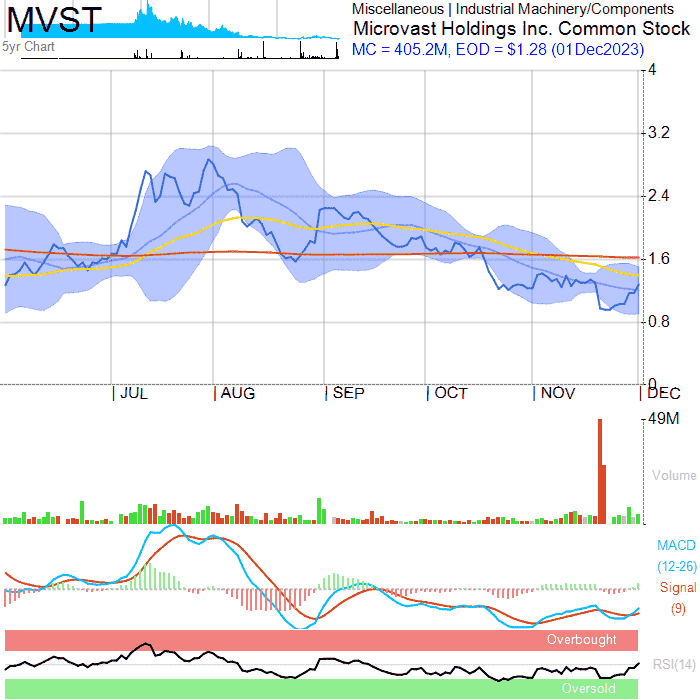 MVST
Miscellaneous | Industrial Machinery/Components
Microvast Holdings Inc. Common Stock
5yr Chart
MC = 405.2M, EOD = $1.28 (01Dec2023)
4
3.2
2.4
1.6
0.8
0
JUL AUG SEP OCT NOV DEC
49M
Volume
MACD
(12-26)
Signal
(9)
Overbought
RSI(14)
Oversold